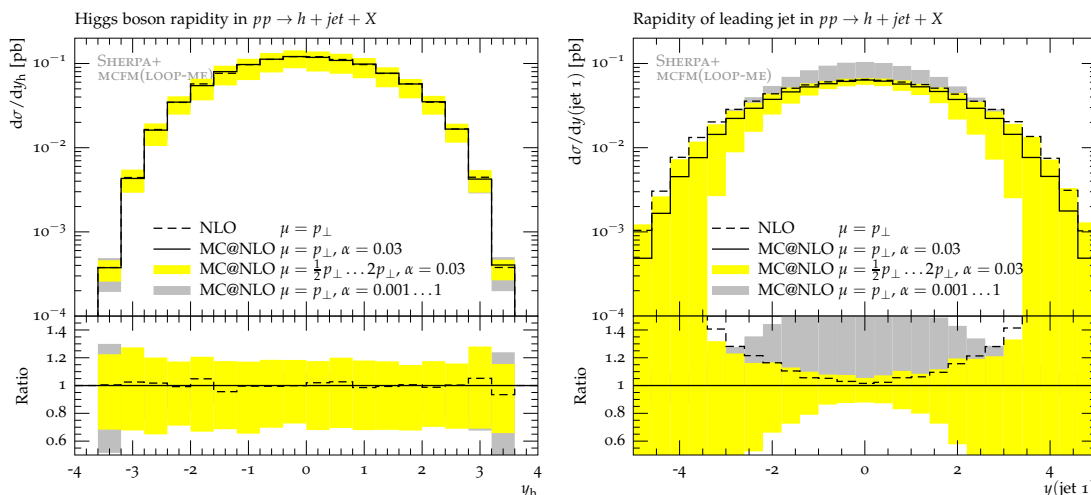 Higgs boson rapidity in pp → h + jet + X
SHERPA+
MCFM(LOOP-ME)
dσ/dy_h [pb]
10⁻¹
10⁻²
10⁻³
10⁻⁴
NLO μ = p⊥
MC@NLO μ = p⊥, α = 0.03
MC@NLO μ = ½p⊥ … 2p⊥, α = 0.03
MC@NLO μ = p⊥, α = 0.001 … 1
Ratio
1.4
1.2
1
0.8
0.6
-4 -3 -2 -1 0 1 2 3 4
y_h
Rapidity of leading jet in pp → h + jet + X
SHERPA+
MCFM(LOOP-ME)
dσ/dy(jet 1) [pb]
10⁻¹
10⁻²
10⁻³
10⁻⁴
NLO μ = p⊥
MC@NLO μ = p⊥, α = 0.03
MC@NLO μ = ½p⊥ … 2p⊥, α = 0.03
MC@NLO μ = p⊥, α = 0.001 … 1
Ratio
1.4
1.2
1
0.8
0.6
-4 -2 0 2 4
y(jet 1